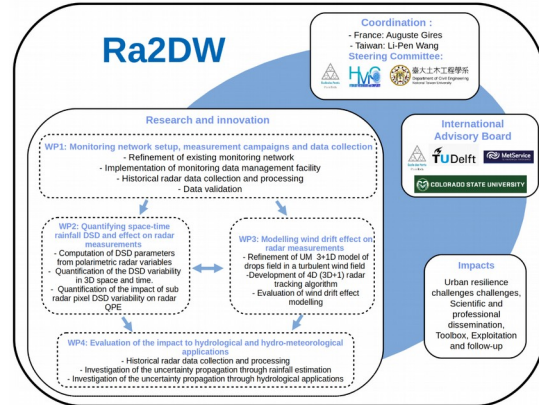 Ra2DW
Coordination :
- France: Auguste Gires
- Taiwan: Li-Pen Wang
Steering Committee:
HM Co
臺大土木工程學系
Department of Civil Engineering
National Taiwan University
Research and innovation
WP1: Monitoring network setup, measurement campaigns and data collection
- Refinement of existing monitoring network
- Implementation of monitoring data management facility
- Historical radar data collection and processing
- Data validation
International
Advisory Board
TUDelft
MetService
COLORADO STATE UNIVERSITY
WP2: Quantifying space-time
rainfall DSD and effect on radar
measurements
- Computation of DSD parameters
from polarimetric radar variables
- Quantification of the DSD variability
in 3D space and time.
- Quantification of the impact of sub
radar pixel DSD variability on radar
QPE
WP3: Modelling wind drift effect on
radar measurements
- Refinement of UM 3+1D model of
drops field in a turbulent wind field
-Development of 4D (3D+1) radar
tracking algorithm
- Evaluation of wind drift effect
modelling
Impacts
Urban resilience
challenges challenges,
Scientific and
professional
dissemination,
Toolbox, Exploitation
and follow-up
WP4: Evaluation of the impact to hydrological and hydro-meteorological
applications
- Historical radar data collection and processing
- Investigation of the uncertainty propagation through rainfall estimation
- Investigation of the uncertainty propagation through hydrological applications